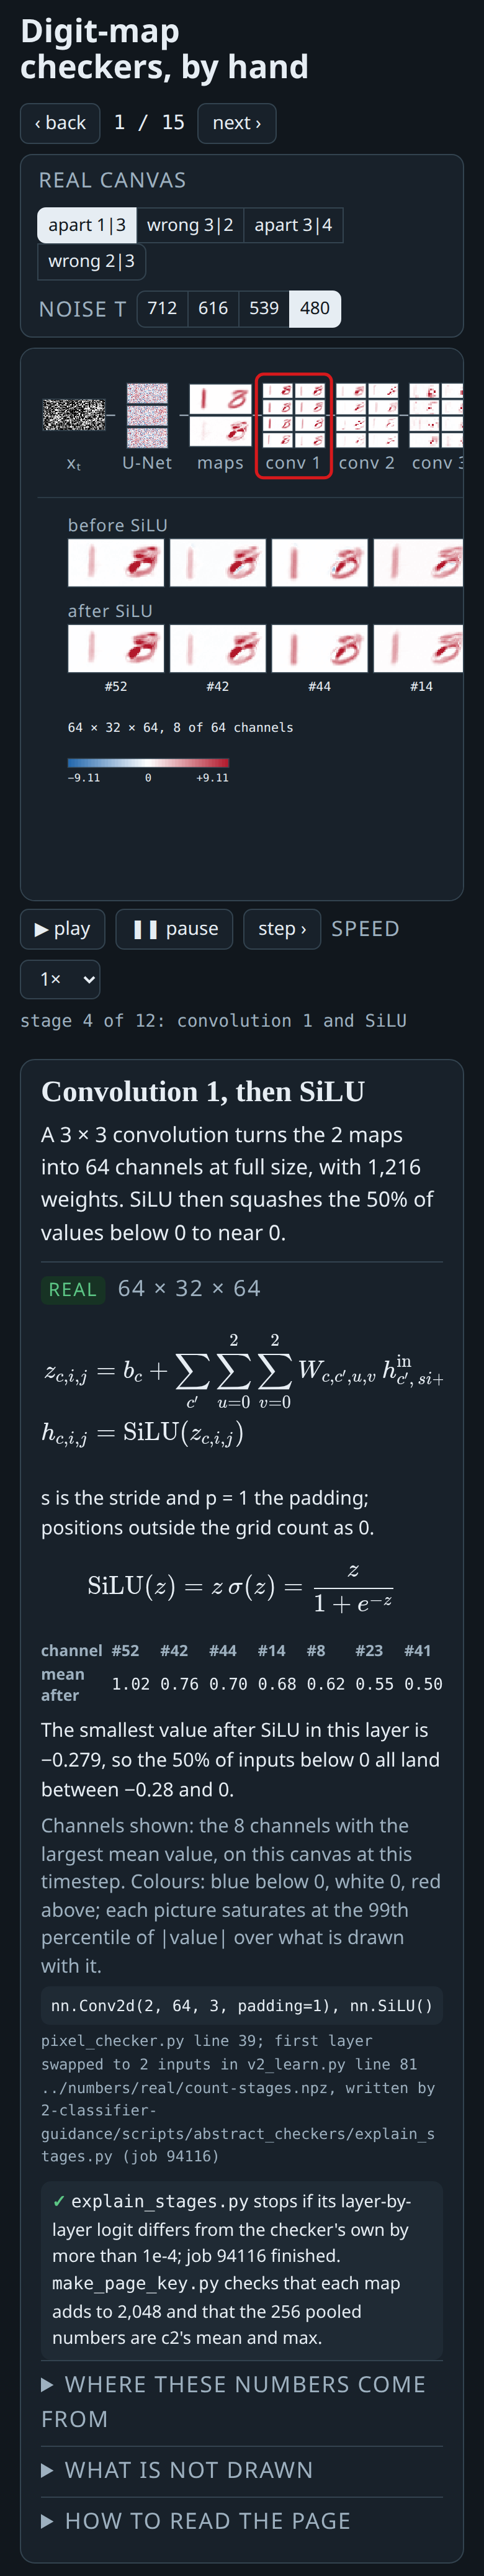 Digit-map
checkers, by hand
‹ back 1 / 15 next ›
REAL CANVAS
apart 1|3 wrong 3|2 apart 3|4
wrong 2|3
NOISE T 712 616 539 480
xₜ U-Net maps conv 1 conv 2 conv 3
before SiLU
after SiLU
#52 #42 #44 #14
64 × 32 × 64, 8 of 64 channels
−9.11 0 +9.11
▶ play ❚❚ pause step › SPEED
1×
stage 4 of 12: convolution 1 and SiLU
Convolution 1, then SiLU
A 3 × 3 convolution turns the 2 maps
into 64 channels at full size, with 1,216
weights. SiLU then squashes the 50% of
values below 0 to near 0.
REAL 64 × 32 × 64
z_{c,i,j} = b_c + ∑_{c′} ∑_{u=0}^{2} ∑_{v=0}^{2} W_{c,c′,u,v} h^{in}_{c′, si+
h_{c,i,j} = SiLU(z_{c,i,j})
s is the stride and p = 1 the padding;
positions outside the grid count as 0.
SiLU(z) = z σ(z) = z / (1 + e^{−z})
channel #52 #42 #44 #14 #8 #23 #41
mean after 1.02 0.76 0.70 0.68 0.62 0.55 0.50
The smallest value after SiLU in this layer is
−0.279, so the 50% of inputs below 0 all land
between −0.28 and 0.
Channels shown: the 8 channels with the
largest mean value, on this canvas at this
timestep. Colours: blue below 0, white 0, red
above; each picture saturates at the 99th
percentile of |value| over what is drawn
with it.
nn.Conv2d(2, 64, 3, padding=1), nn.SiLU()
pixel_checker.py line 39; first layer
swapped to 2 inputs in v2_learn.py line 81
../numbers/real/count-stages.npz, written by
2-classifier-
guidance/scripts/abstract_checkers/explain_s
tages.py (job 94116)
✓ explain_stages.py stops if its layer-by-
layer logit differs from the checker's own by
more than 1e-4; job 94116 finished.
make_page_key.py checks that each map
adds to 2,048 and that the 256 pooled
numbers are c2's mean and max.
▶ WHERE THESE NUMBERS COME
FROM
▶ WHAT IS NOT DRAWN
▶ HOW TO READ THE PAGE